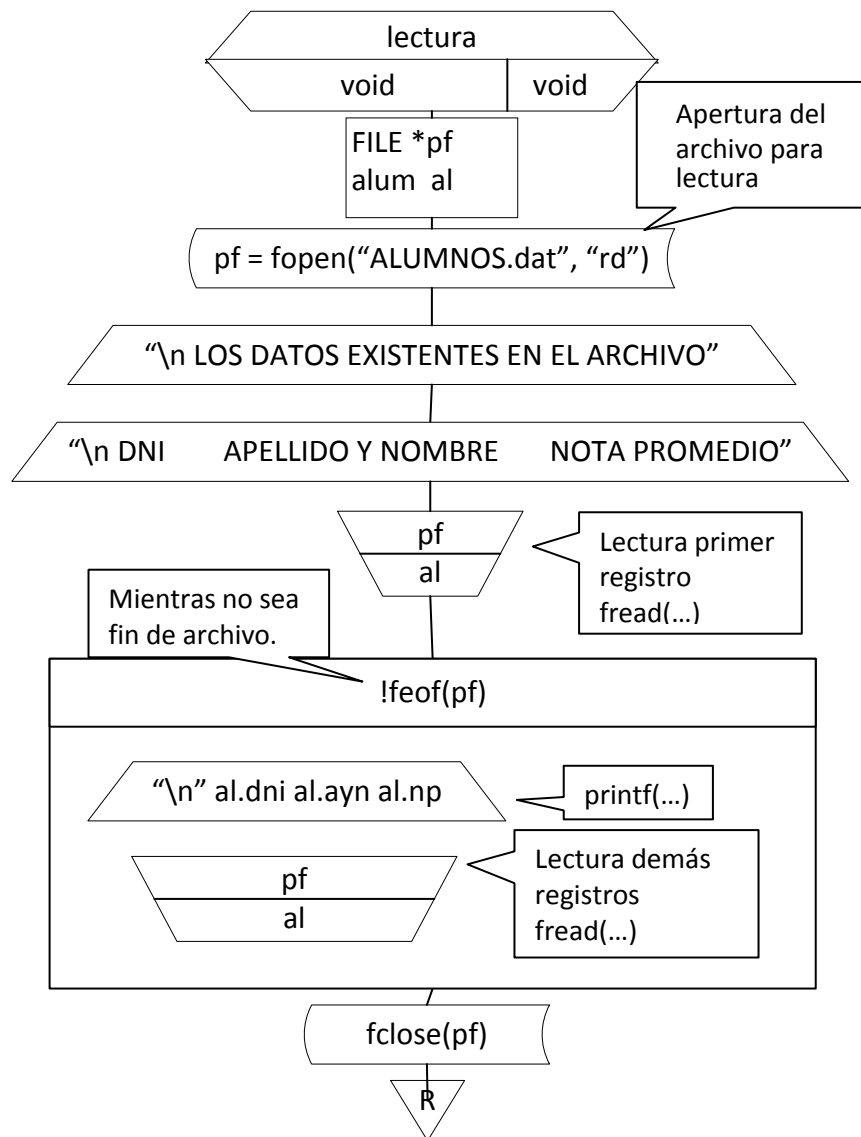 lectura
void void
Apertura del
archivo para
lectura
FILE *pf
alum al
pf = fopen(“ALUMNOS.dat”, “rd”)
“\n LOS DATOS EXISTENTES EN EL ARCHIVO”
“\n DNI APELLIDO Y NOMBRE NOTA PROMEDIO”
pf
al
Lectura primer
registro
fread(…)
Mientras no sea
fin de archivo.
!feof(pf)
“\n” al.dni al.ayn al.np
printf(…)
pf
al
Lectura demás
registros
fread(…)
fclose(pf)
R